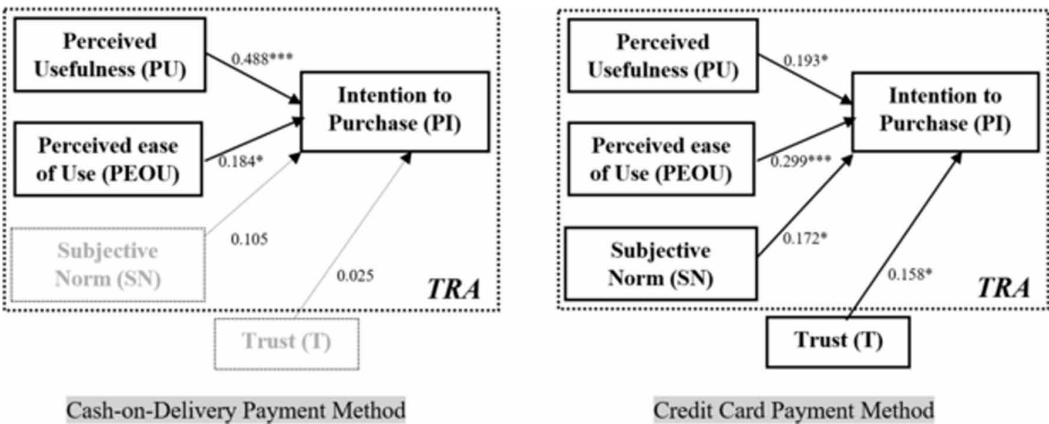 Perceived
Usefulness (PU)
0.488***
Intention to
Purchase (PI)
Perceived ease
of Use (PEOU)
0.184*
Subjective
Norm (SN)
0.105
0.025
TRA
Trust (T)
Cash-on-Delivery Payment Method
Perceived
Usefulness (PU)
0.193*
Intention to
Purchase (PI)
Perceived ease
of Use (PEOU)
0.299***
Subjective
Norm (SN)
0.172*
0.158*
TRA
Trust (T)
Credit Card Payment Method